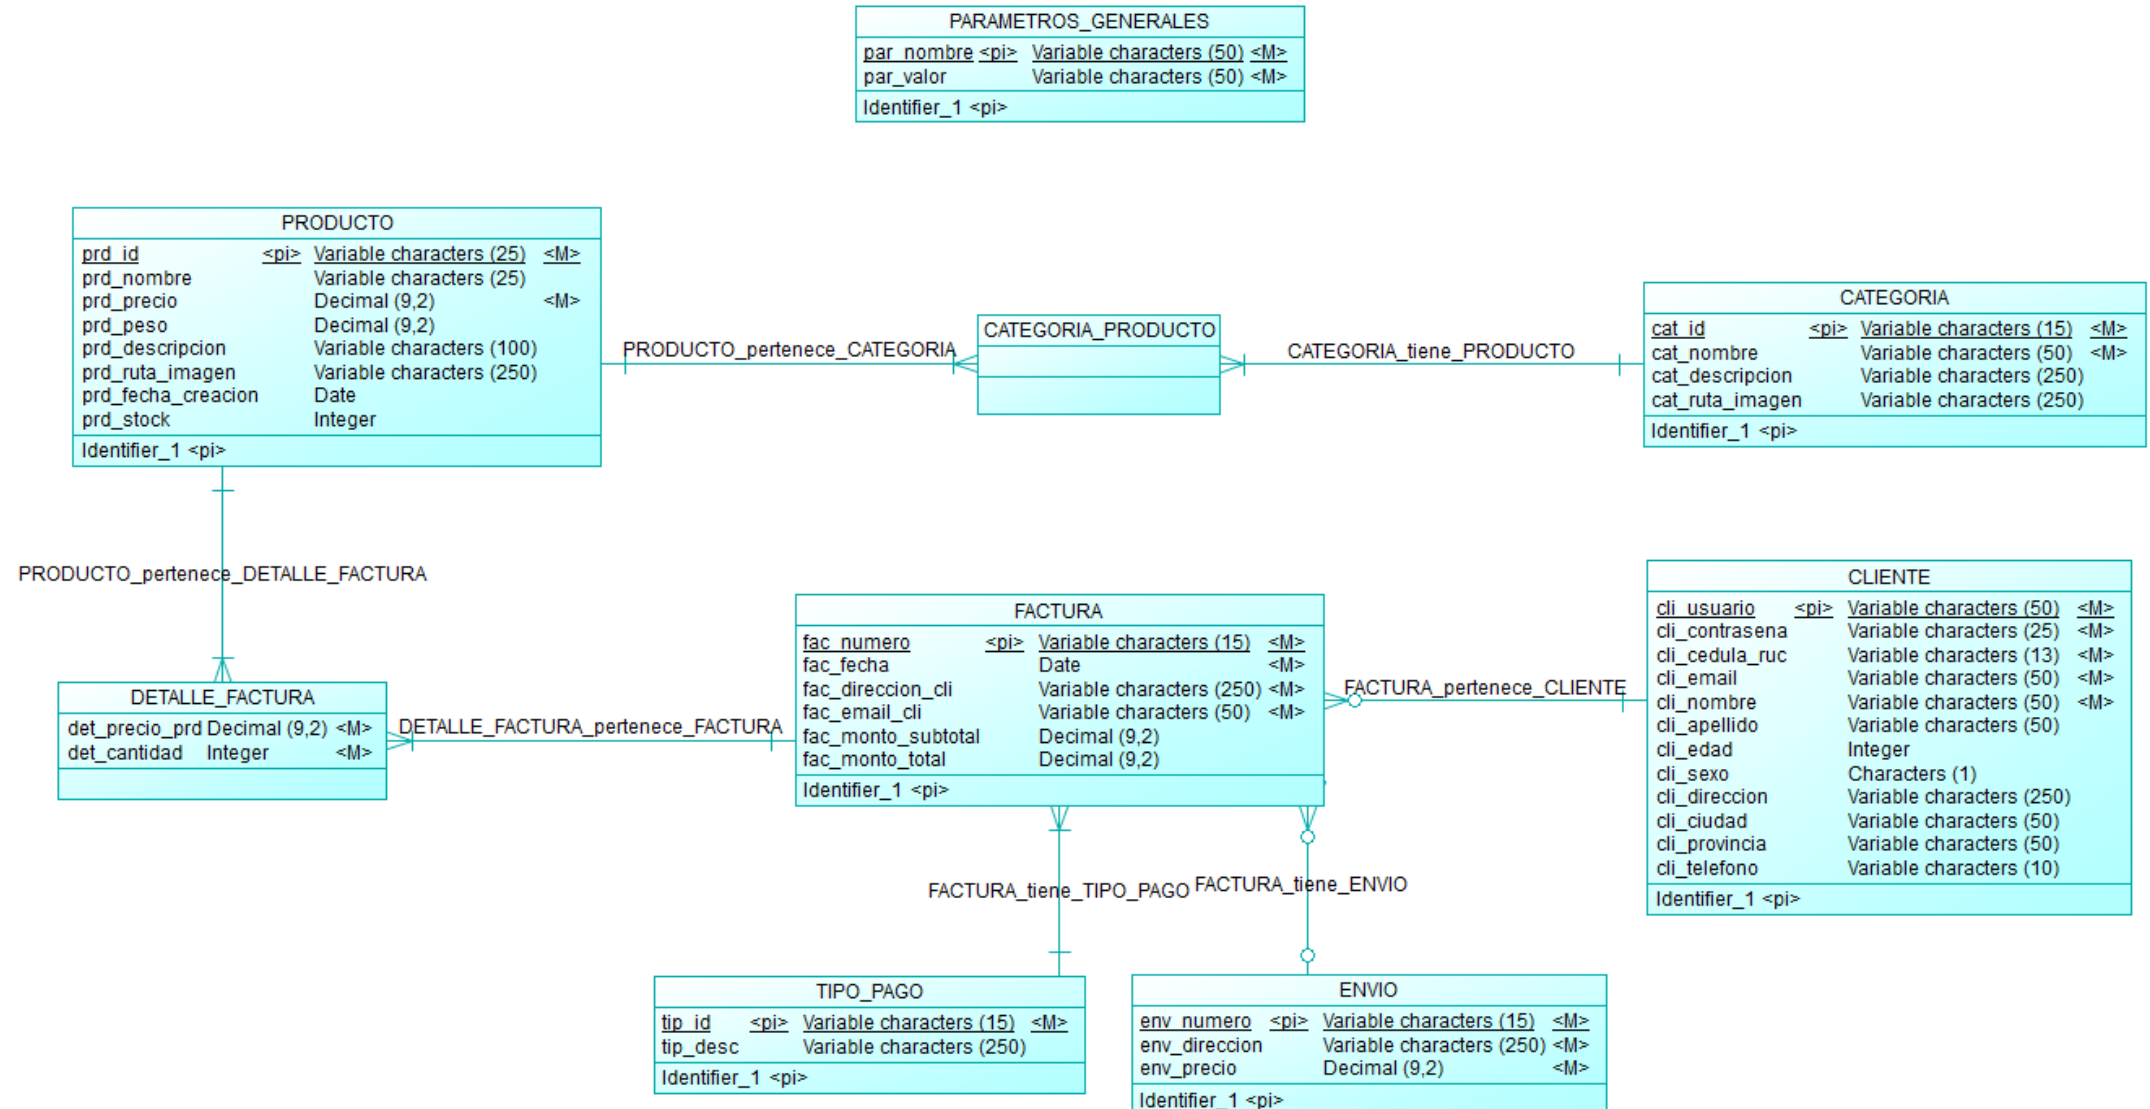 PARAMETROS_GENERALES
par_nombre <pi> Variable characters (50) <M>
par_valor Variable characters (50) <M>
Identifier_1 <pi>
PRODUCTO
prd_id <pi> Variable characters (25) <M>
prd_nombre Variable characters (25)
prd_precio Decimal (9,2) <M>
prd_peso Decimal (9,2)
prd_descripcion Variable characters (100)
prd_ruta_imagen Variable characters (250)
prd_fecha_creacion Date
prd_stock Integer
Identifier_1 <pi>
PRODUCTO_pertenece_CATEGORIA
CATEGORIA_PRODUCTO
CATEGORIA_tiene_PRODUCTO
CATEGORIA
cat_id <pi> Variable characters (15) <M>
cat_nombre Variable characters (50) <M>
cat_descripcion Variable characters (250)
cat_ruta_imagen Variable characters (250)
Identifier_1 <pi>
PRODUCTO_pertenece_DETALLE_FACTURA
DETALLE_FACTURA
det_precio_prd Decimal (9,2) <M>
det_cantidad Integer <M>
DETALLE_FACTURA_pertenece_FACTURA
FACTURA
fac_numero <pi> Variable characters (15) <M>
fac_fecha Date <M>
fac_direccion_cli Variable characters (250) <M>
fac_email_cli Variable characters (50) <M>
fac_monto_subtotal Decimal (9,2)
fac_monto_total Decimal (9,2)
Identifier_1 <pi>
FACTURA_pertenece_CLIENTE
CLIENTE
cli_usuario <pi> Variable characters (50) <M>
cli_contrasena Variable characters (25) <M>
cli_cedula_ruc Variable characters (13) <M>
cli_email Variable characters (50) <M>
cli_nombre Variable characters (50) <M>
cli_apellido Variable characters (50)
cli_edad Integer
cli_sexo Characters (1)
cli_direccion Variable characters (250)
cli_ciudad Variable characters (50)
cli_provincia Variable characters (50)
cli_telefono Variable characters (10)
Identifier_1 <pi>
FACTURA_tiene_TIPO_PAGO
FACTURA_tiene_ENVIO
TIPO_PAGO
tip_id <pi> Variable characters (15) <M>
tip_desc Variable characters (250)
Identifier_1 <pi>
ENVIO
env_numero <pi> Variable characters (15) <M>
env_direccion Variable characters (250) <M>
env_precio Decimal (9,2) <M>
Identifier_1 <pi>